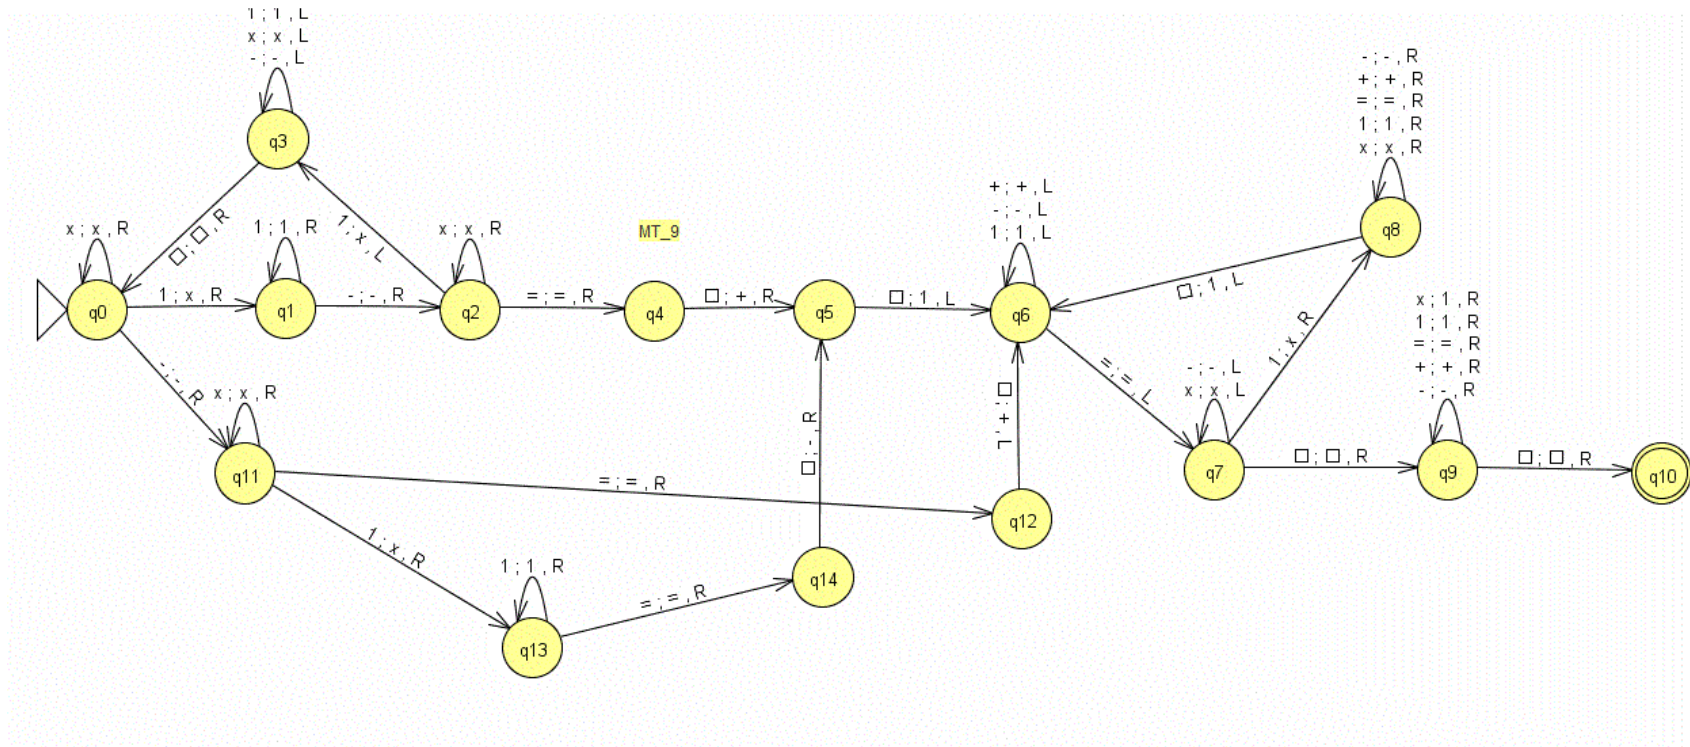 1 ; 1 , L
x ; x , L
- ; - , L
q3
□ ; □ , R
1 ; x , L
x ; x , R
q0
1 ; x , R
1 ; 1 , R
q1
- ; - , R
x ; x , R
q2
= ; = , R
MT_9
q4
□ ; + , R
q5
□ ; 1 , L
+ ; + , L
- ; - , L
1 ; 1 , L
q6
□ ; 1 , L
- ; - , R
+ ; + , R
= ; = , R
1 ; 1 , R
x ; x , R
q8
= ; = , L
1 ; x , R
- ; - , L
x ; x , L
q7
□ ; □ , R
x ; 1 , R
1 ; 1 , R
= ; = , R
+ ; + , R
- ; - , R
q9
□ ; □ , R
q10
- ; - , R
x ; x , R
q11
= ; = , R
q12
□ ; + , L
1 ; x , R
1 ; 1 , R
q13
= ; = , R
q14
□ ; - , R